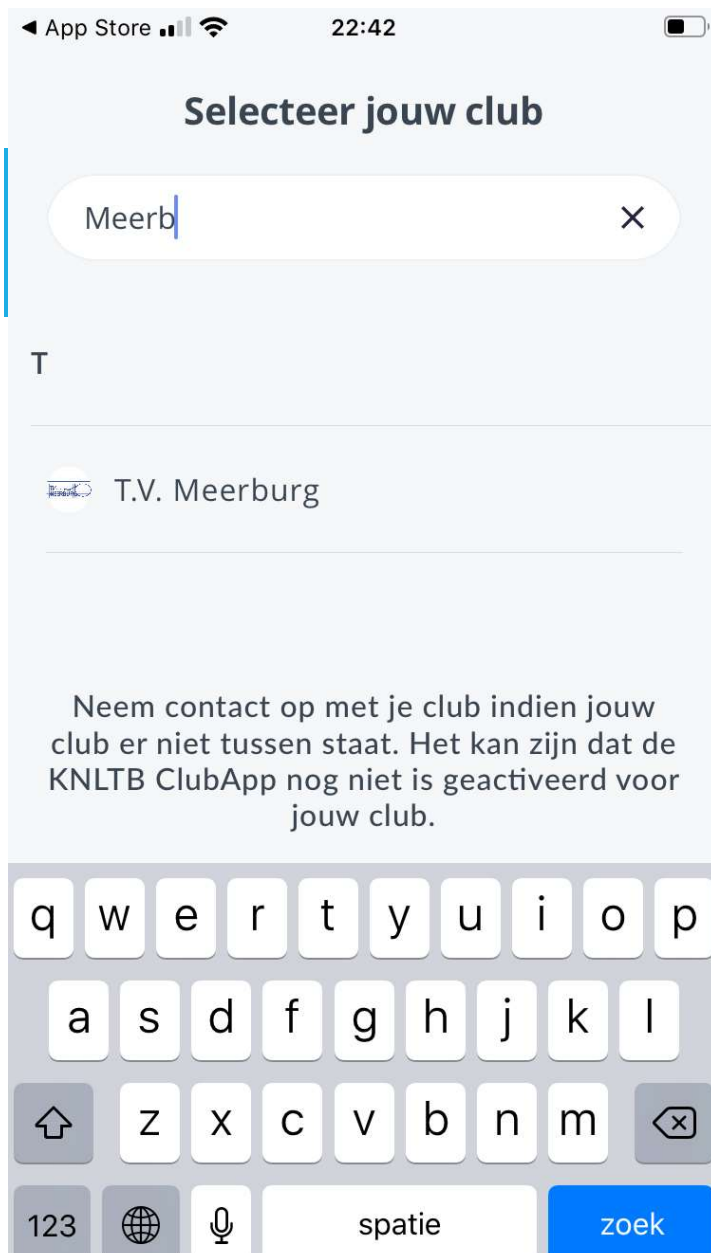 ◀ App Store 22:42
Selecteer jouw club
Meerb
T
T.V. Meerburg
Neem contact op met je club indien jouw
club er niet tussen staat. Het kan zijn dat de
KNLTB ClubApp nog niet is geactiveerd voor
jouw club.
q w e r t y u i o p
a s d f g h j k l
z x c v b n m
123 spatie zoek